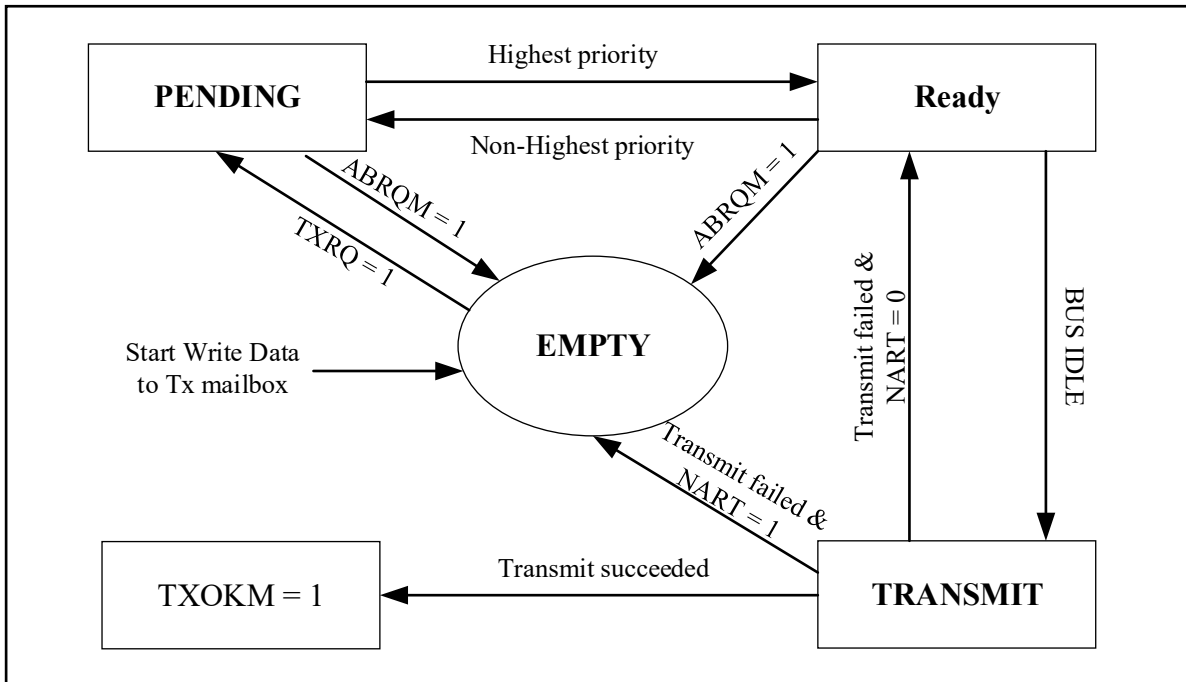 Highest priority
PENDING
Ready
Non-Highest priority
ABRQM = 1
TXRQ = 1
ABRQM = 1
Transmit failed &
NART = 0
BUS IDLE
EMPTY
Start Write Data
to Tx mailbox
Transmit failed &
NART = 1
Transmit succeeded
TXOKM = 1
TRANSMIT